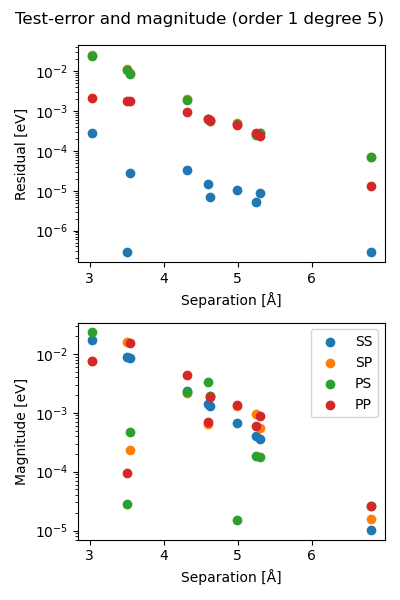 Test-error and magnitude (order 1 degree 5)
Residual [eV]
10⁻²
10⁻³
10⁻⁴
10⁻⁵
10⁻⁶
3 4 5 6
Separation [Å]
Magnitude [eV]
10⁻²
10⁻³
10⁻⁴
10⁻⁵
SS
SP
PS
PP
3 4 5 6
Separation [Å]